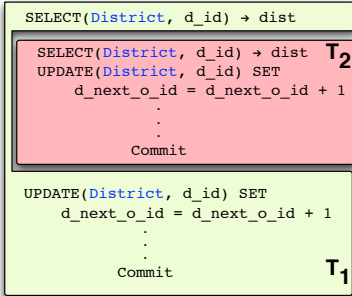 SELECT(District, d_id) → dist
SELECT(District, d_id) → dist T2
UPDATE(District, d_id) SET
d_next_o_id = d_next_o_id + 1
.
.
.
Commit
UPDATE(District, d_id) SET
d_next_o_id = d_next_o_id + 1
.
.
.
Commit T1